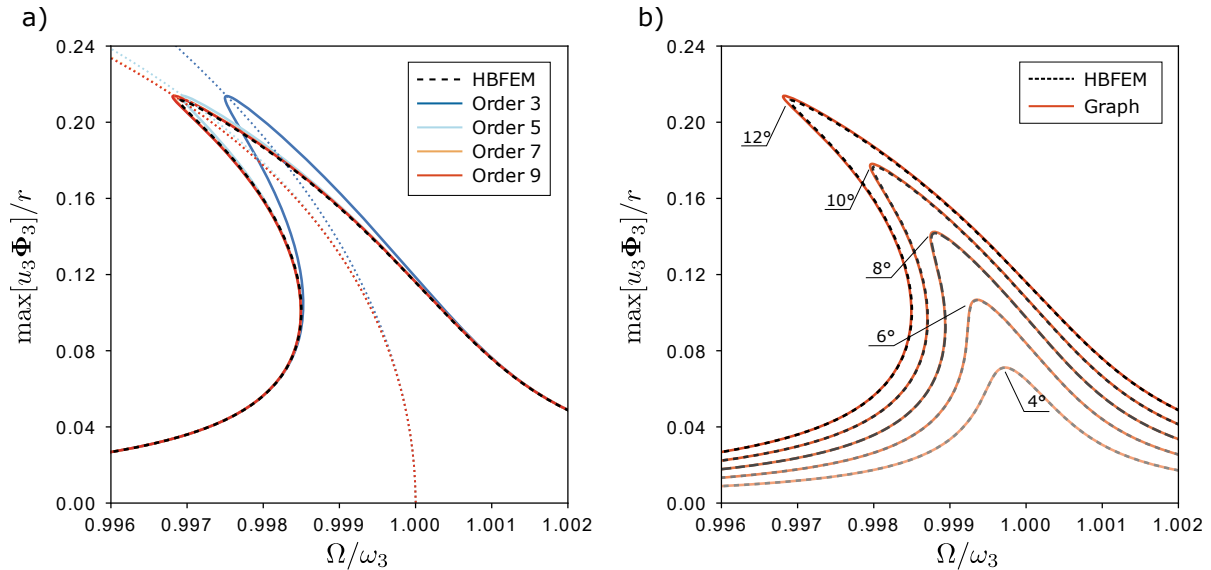 a)
max[u₃Φ₃]/r
0.24
0.20
0.16
0.12
0.08
0.04
0.00
HBFEM
Order 3
Order 5
Order 7
Order 9
0.996 0.997 0.998 0.999 1.000 1.001 1.002
Ω/ω₃
b)
max[u₃Φ₃]/r
0.24
0.20
0.16
0.12
0.08
0.04
0.00
HBFEM
Graph
12°
10°
8°
6°
4°
0.996 0.997 0.998 0.999 1.000 1.001 1.002
Ω/ω₃